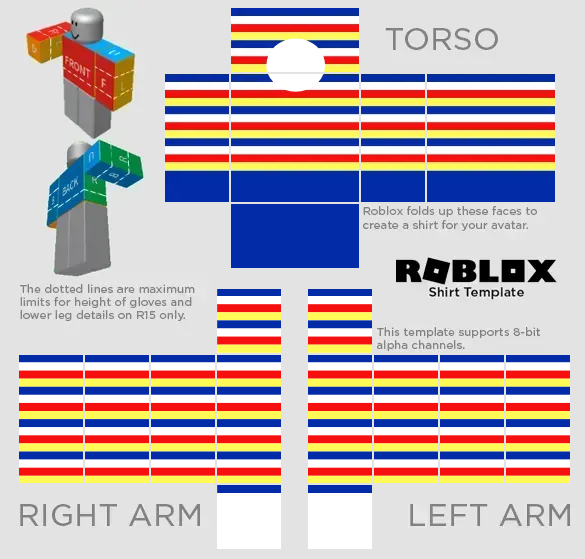 TORSO
FRONT
F
L
U
BACK
R
B
Roblox folds up these faces to
create a shirt for your avatar.
ROBLOX
Shirt Template
The dotted lines are maximum
limits for height of gloves and
lower leg details on R15 only.
This template supports 8-bit
alpha channels.
RIGHT ARM
LEFT ARM